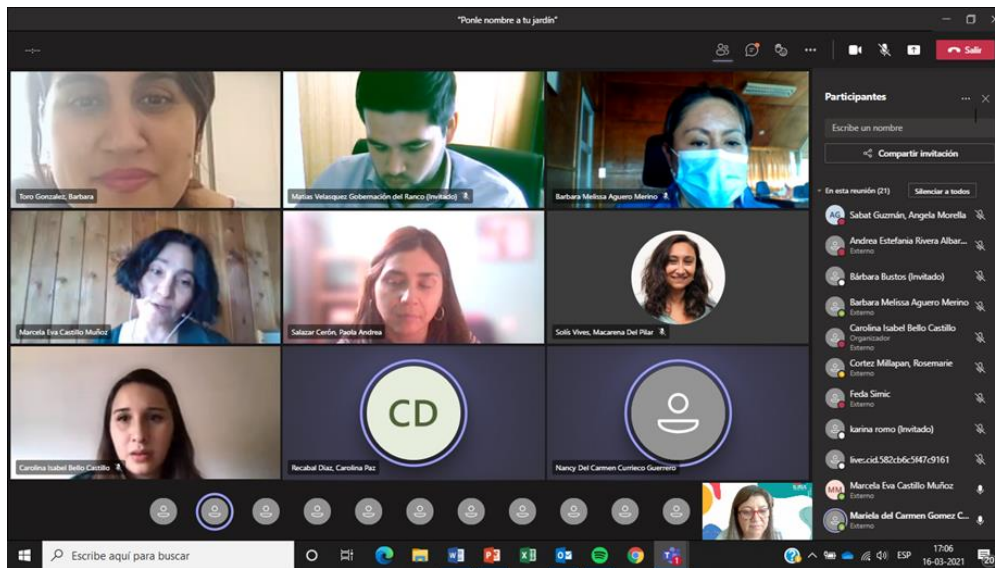 "Ponle nombre a tu jardín"
--:--
Salir
Toro Gonzalez, Barbara
Matias Velasquez Gobernación del Ranco (Invitado)
Barbara Melissa Aguero Merino
Marcela Eva Castillo Muñoz
Salazar Cerón, Paola Andrea
Solís Vives, Macarena Del Pilar
Carolina Isabel Bello Castillo
CD
Recabal Diaz, Carolina Paz
Nancy Del Carmen Currieco Guerrero
Participantes
Escribe un nombre
Compartir invitación
En esta reunión (21)
Silenciar a todos
AG
Sabat Guzmán, Angela Morella
Andrea Estefania Rivera Albar...
Externo
Bárbara Bustos (Invitado)
Barbara Melissa Aguero Merino
Externo
Carolina Isabel Bello Castillo
Organizador
Externo
Cortez Millapan, Rosemarie
Externo
Feda Simic
Externo
karina romo (Invitado)
live:.cid.582cb6c5f47c9161
MM
Marcela Eva Castillo Muñoz
Externo
Mariela del Carmen Gomez C...
Externo
Escribe aquí para buscar
ESP
17:06
16-03-2021
20